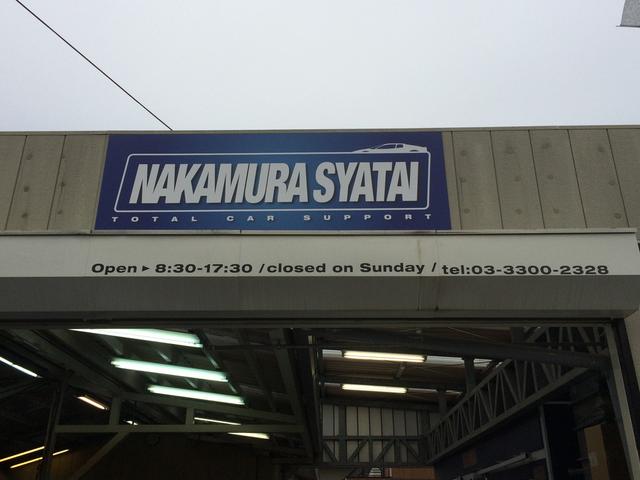 NAKAMURA SYATAI
TOTAL CAR SUPPORT
Open ▸ 8:30-17:30 /closed on Sunday / tel:03-3300-2328